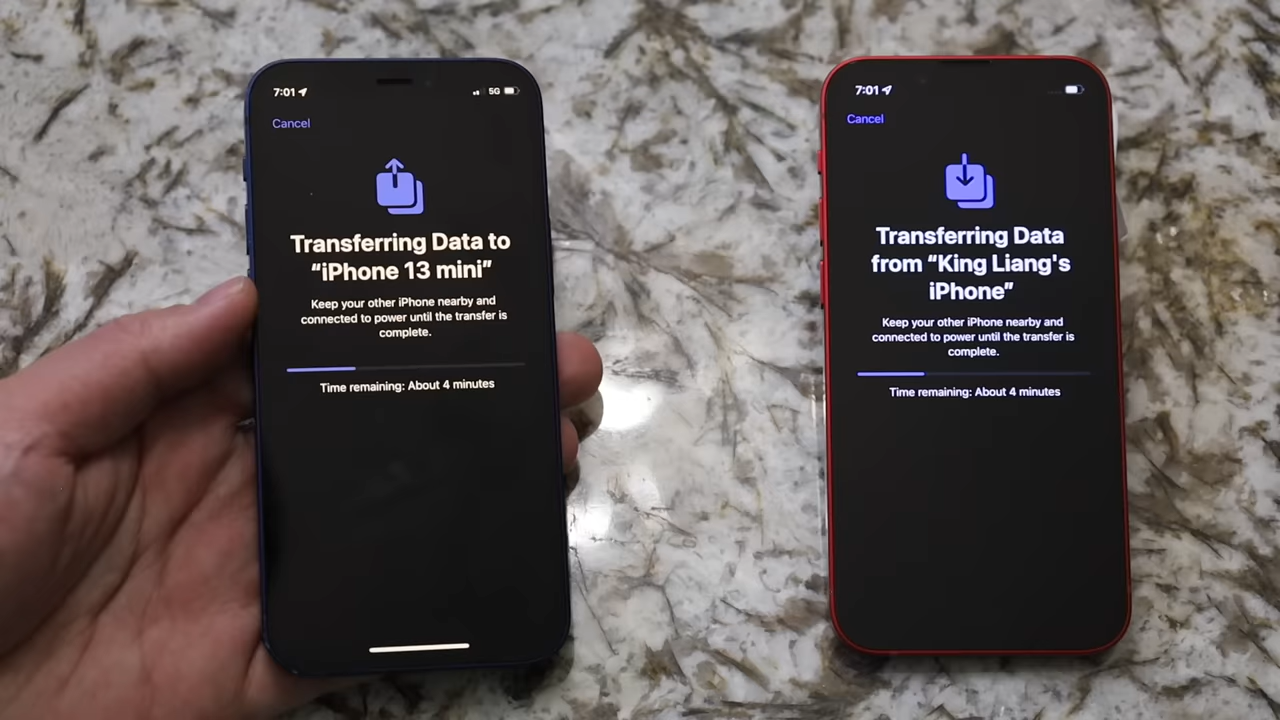 7:01
5G
Cancel
Transferring Data to
“iPhone 13 mini”
Keep your other iPhone nearby and
connected to power until the transfer is
complete.
Time remaining: About 4 minutes
7:01
Cancel
Transferring Data
from “King Liang's
iPhone”
Keep your other iPhone nearby and
connected to power until the transfer is
complete.
Time remaining: About 4 minutes